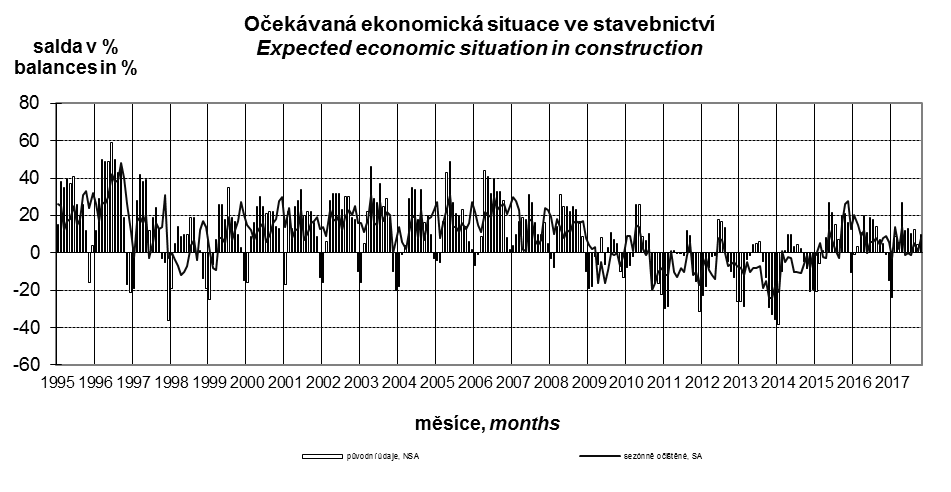 Očekávaná ekonomická situace ve stavebnictví
Expected economic situation in construction
salda v %
balances in %
80
60
40
20
0
-20
-40
-60
1995 1996 1997 1998 1999 2000 2001 2002 2003 2004 2005 2006 2007 2008 2009 2010 2011 2012 2013 2014 2015 2016 2017
měsíce, months
původní údaje, NSA
sezónně očištěné, SA